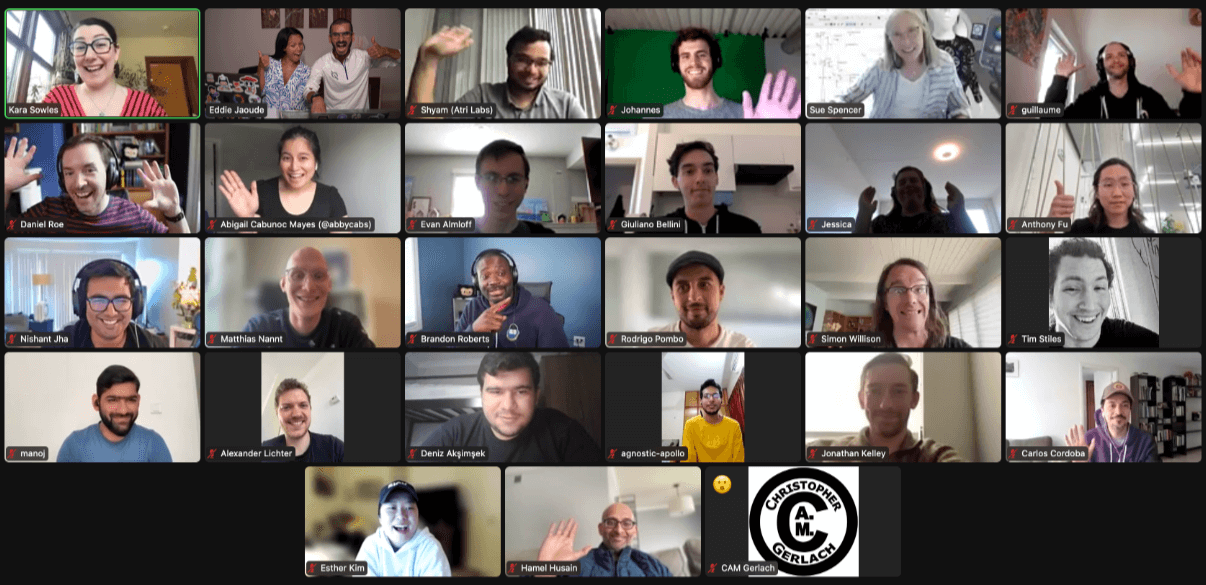 Kara Sowles
Eddie Jaoude
Shyam (Atri Labs)
Johannes
Sue Spencer
guillaume
Daniel Roe
Abigail Cabunoc Mayes (@abbycabs)
Evan Almloff
Giuliano Bellini
Jessica
Anthony Fu
Nishant Jha
Matthias Nannt
Brandon Roberts
Rodrigo Pombo
Simon Willison
Tim Stiles
manoj
Alexander Lichter
Deniz Akşimşek
agnostic-apollo
Jonathan Kelley
Carlos Cordoba
Esther Kim
Hamel Husain
CHRISTOPHER
A.
M.
GERLACH
CAM Gerlach